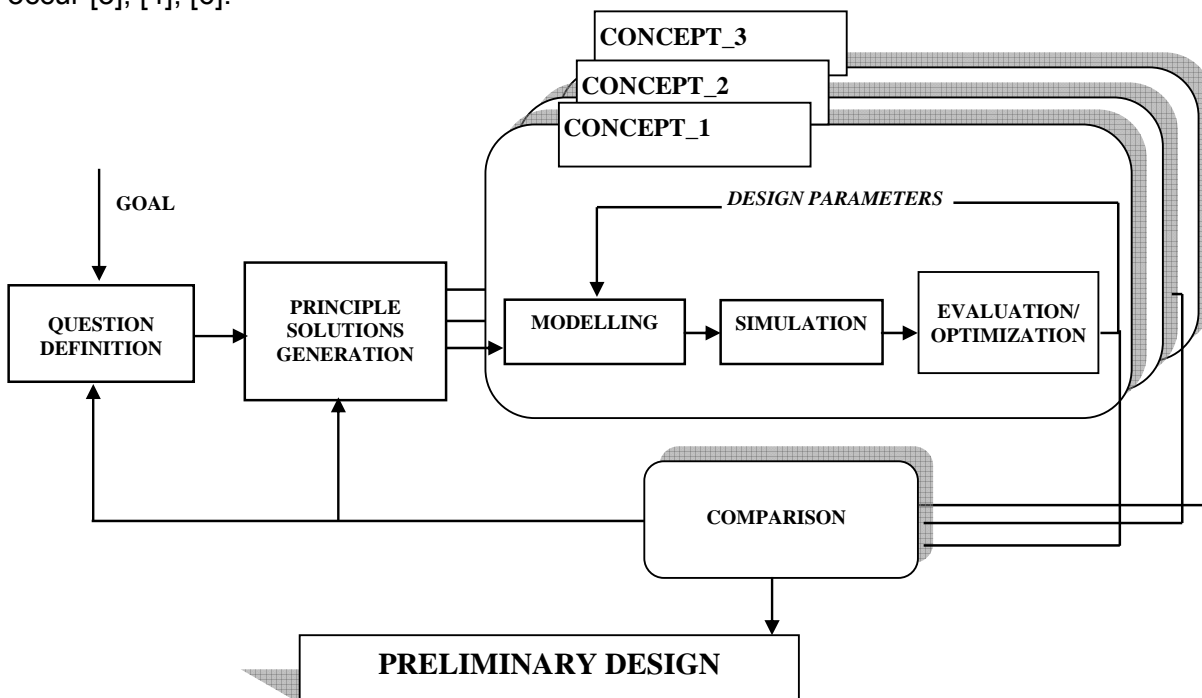 occur [3], [4], [6].
CONCEPT_3
CONCEPT_2
CONCEPT_1
GOAL
DESIGN PARAMETERS
QUESTION
DEFINITION
PRINCIPLE
SOLUTIONS
GENERATION
MODELLING
SIMULATION
EVALUATION/
OPTIMIZATION
COMPARISON
PRELIMINARY DESIGN